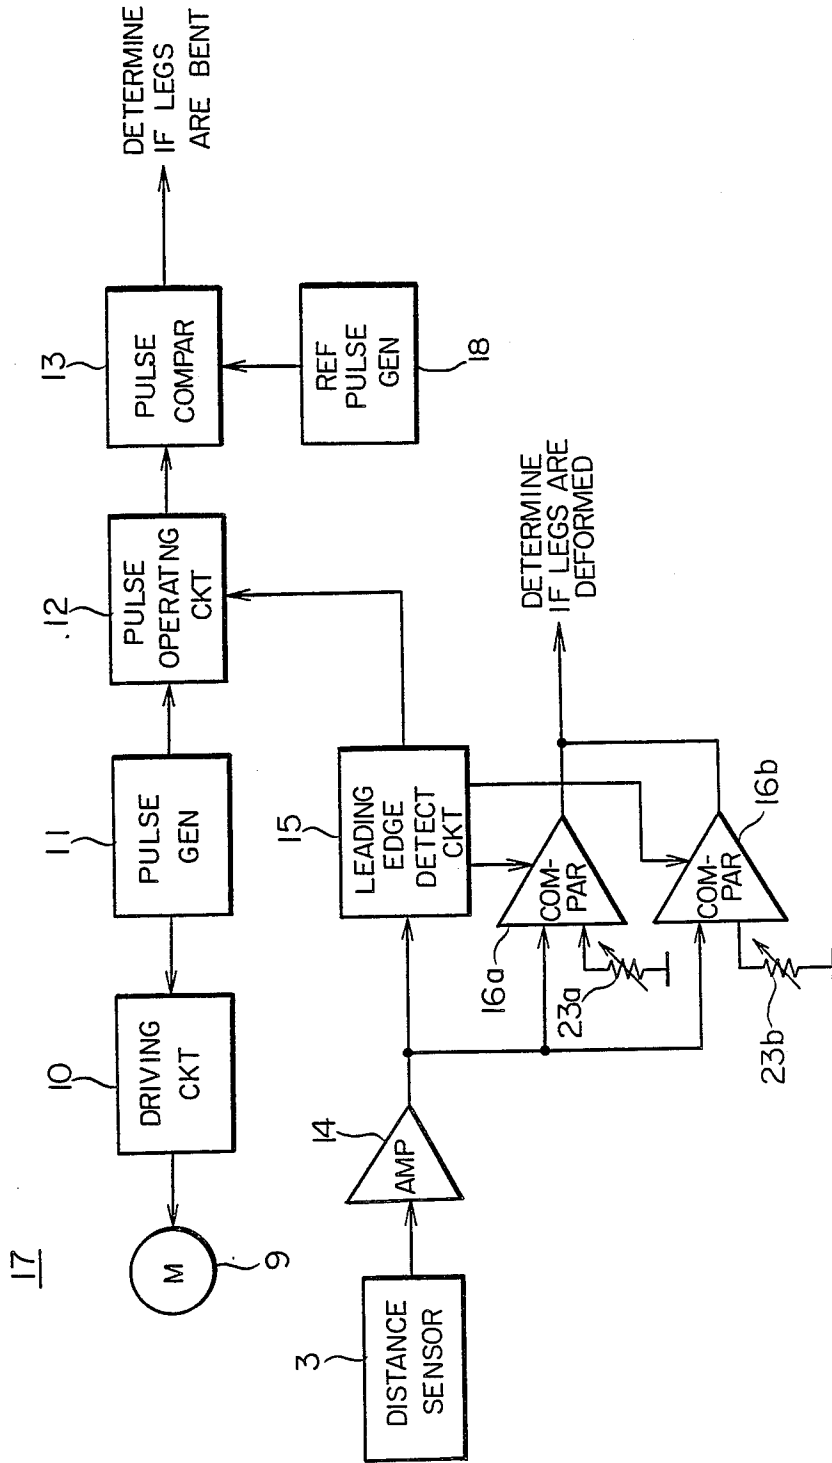 17
M
9
10
DRIVING
CKT
11
PULSE
GEN
12
PULSE
OPERATNG
CKT
13
PULSE
COMPAR
DETERMINE
IF LEGS
ARE BENT
REF
PULSE
GEN
18
3
DISTANCE
SENSOR
14
AMP
15
LEADING
EDGE
DETECT
CKT
16a
COM-
PAR
23a
DETERMINE
IF LEGS ARE
DEFORMED
16b
COM-
PAR
23b